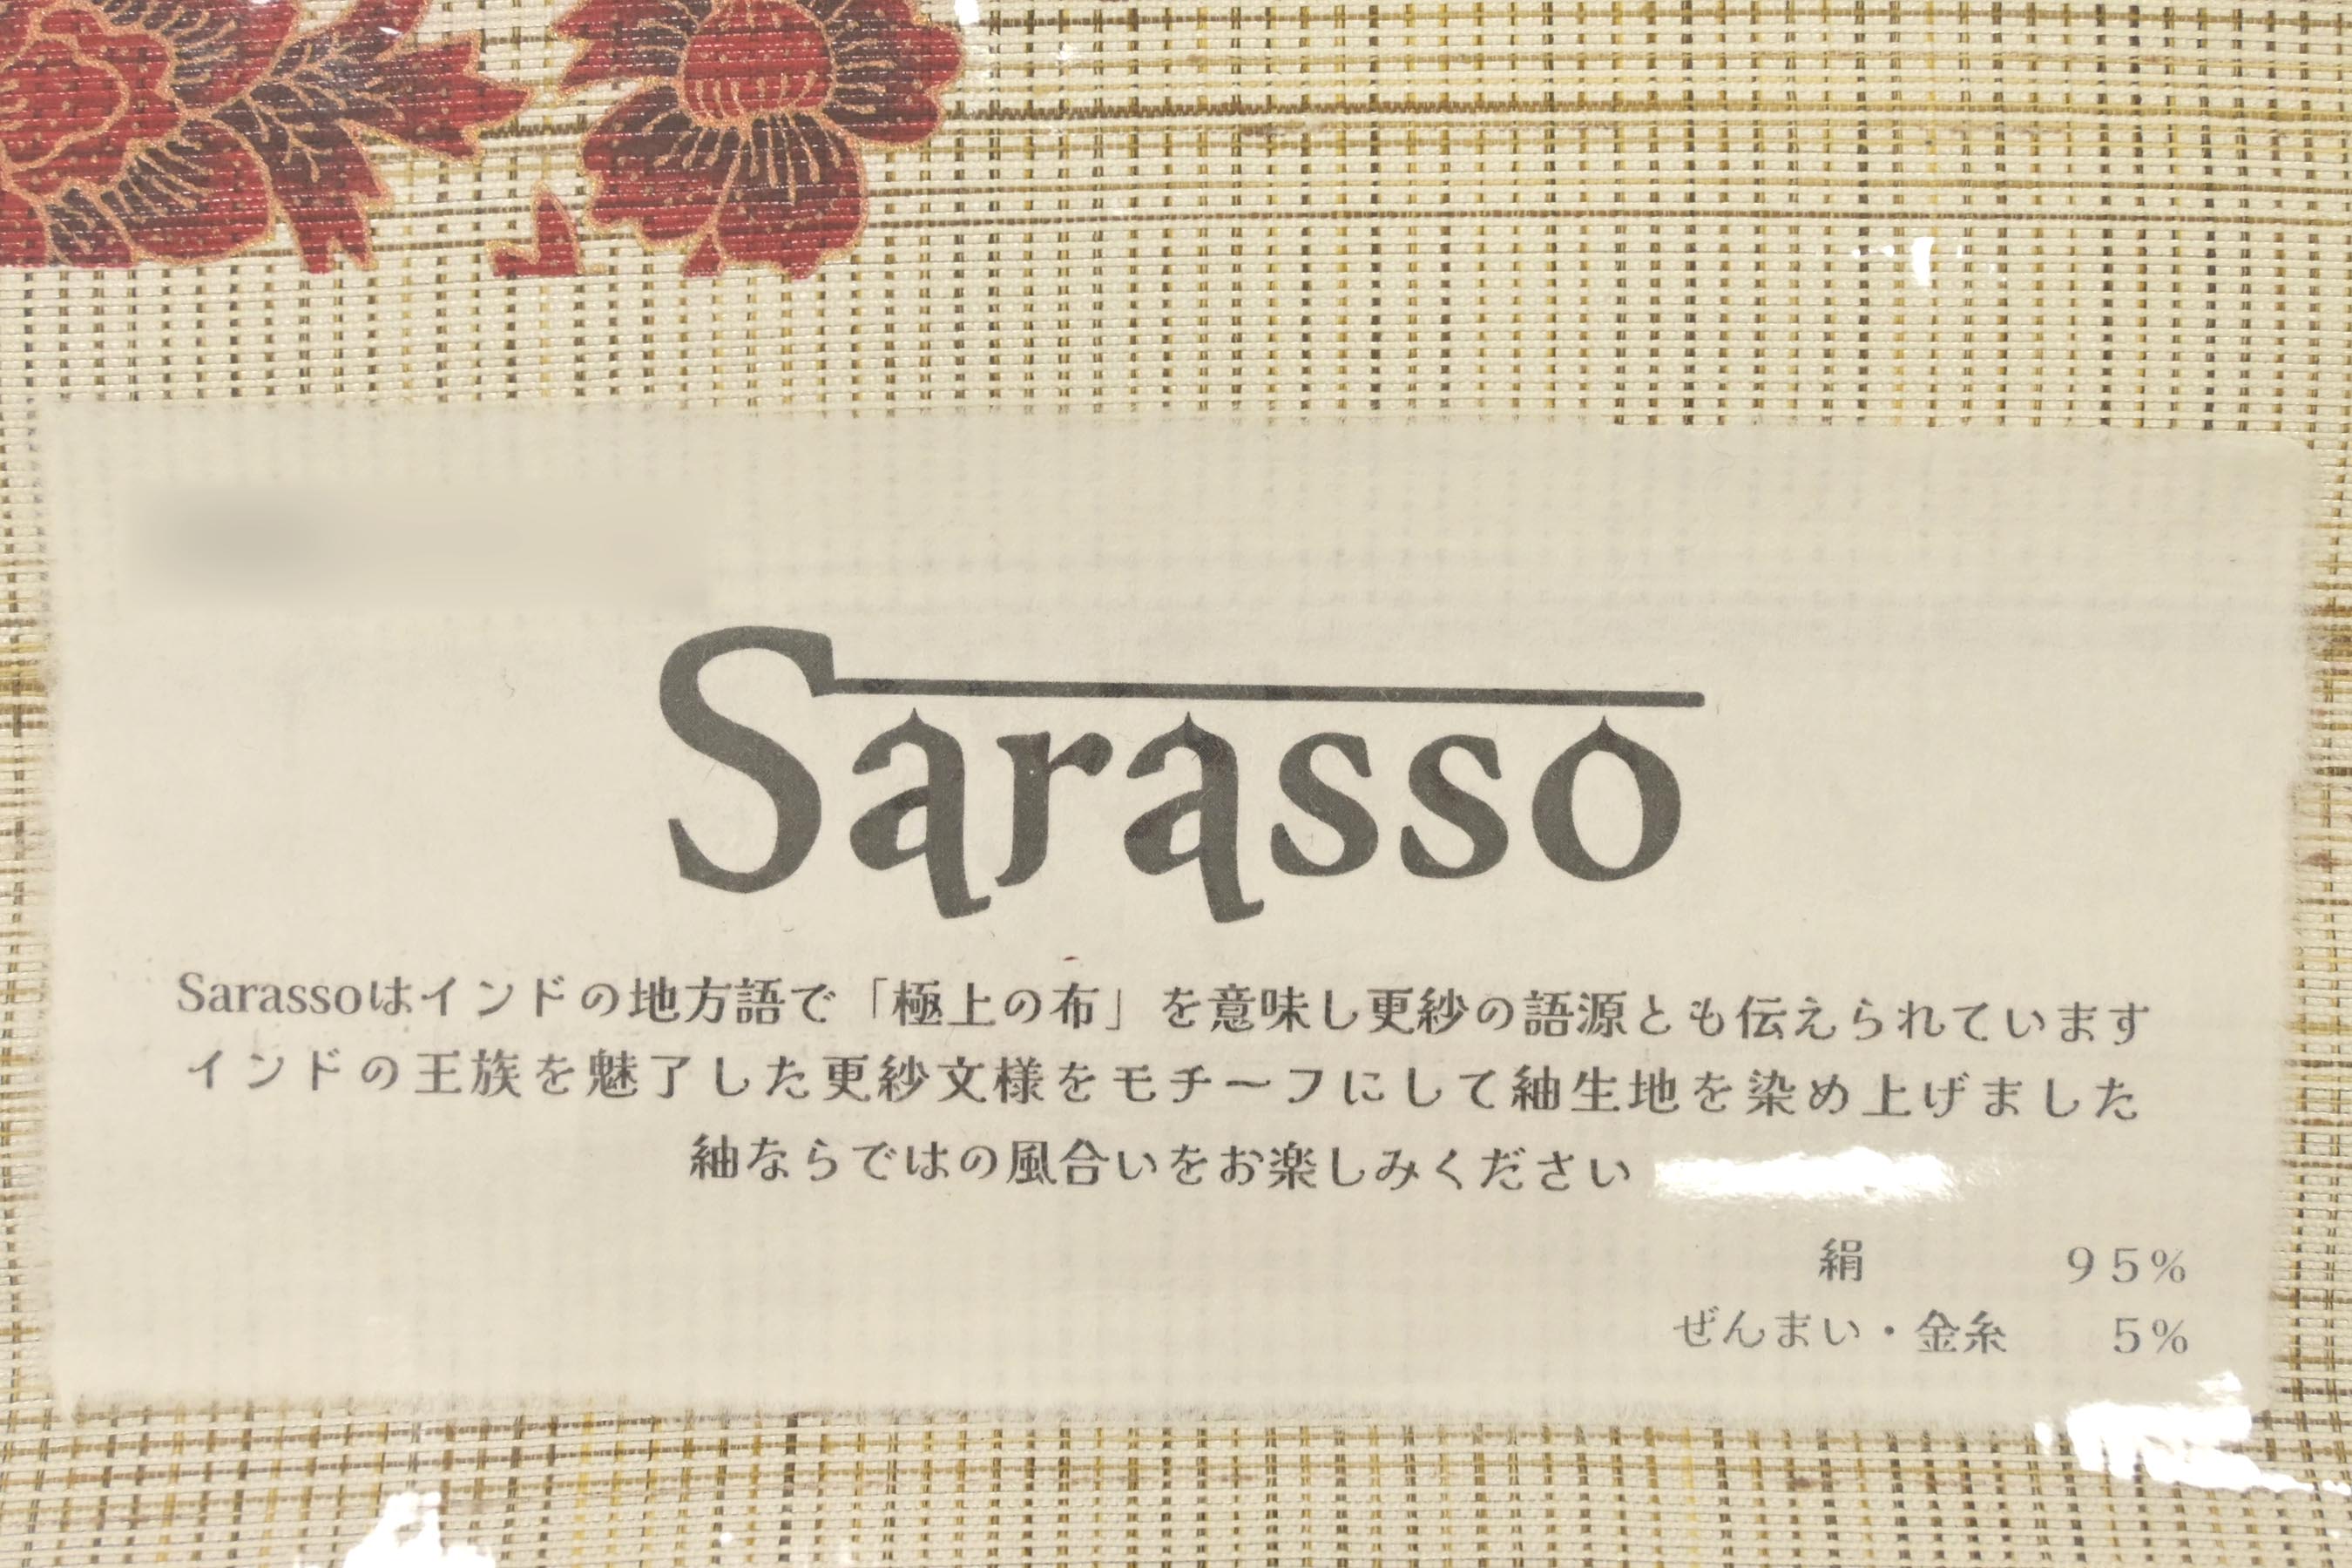 Sarasso
Sarassoはインドの地方語で「極上の布」を意味し更紗の語源とも伝えられています
インドの王族を魅了した更紗文様をモチーフにして紬生地を染め上げました
紬ならではの風合いをお楽しみください
絹 95%
ぜんまい・金糸 5%